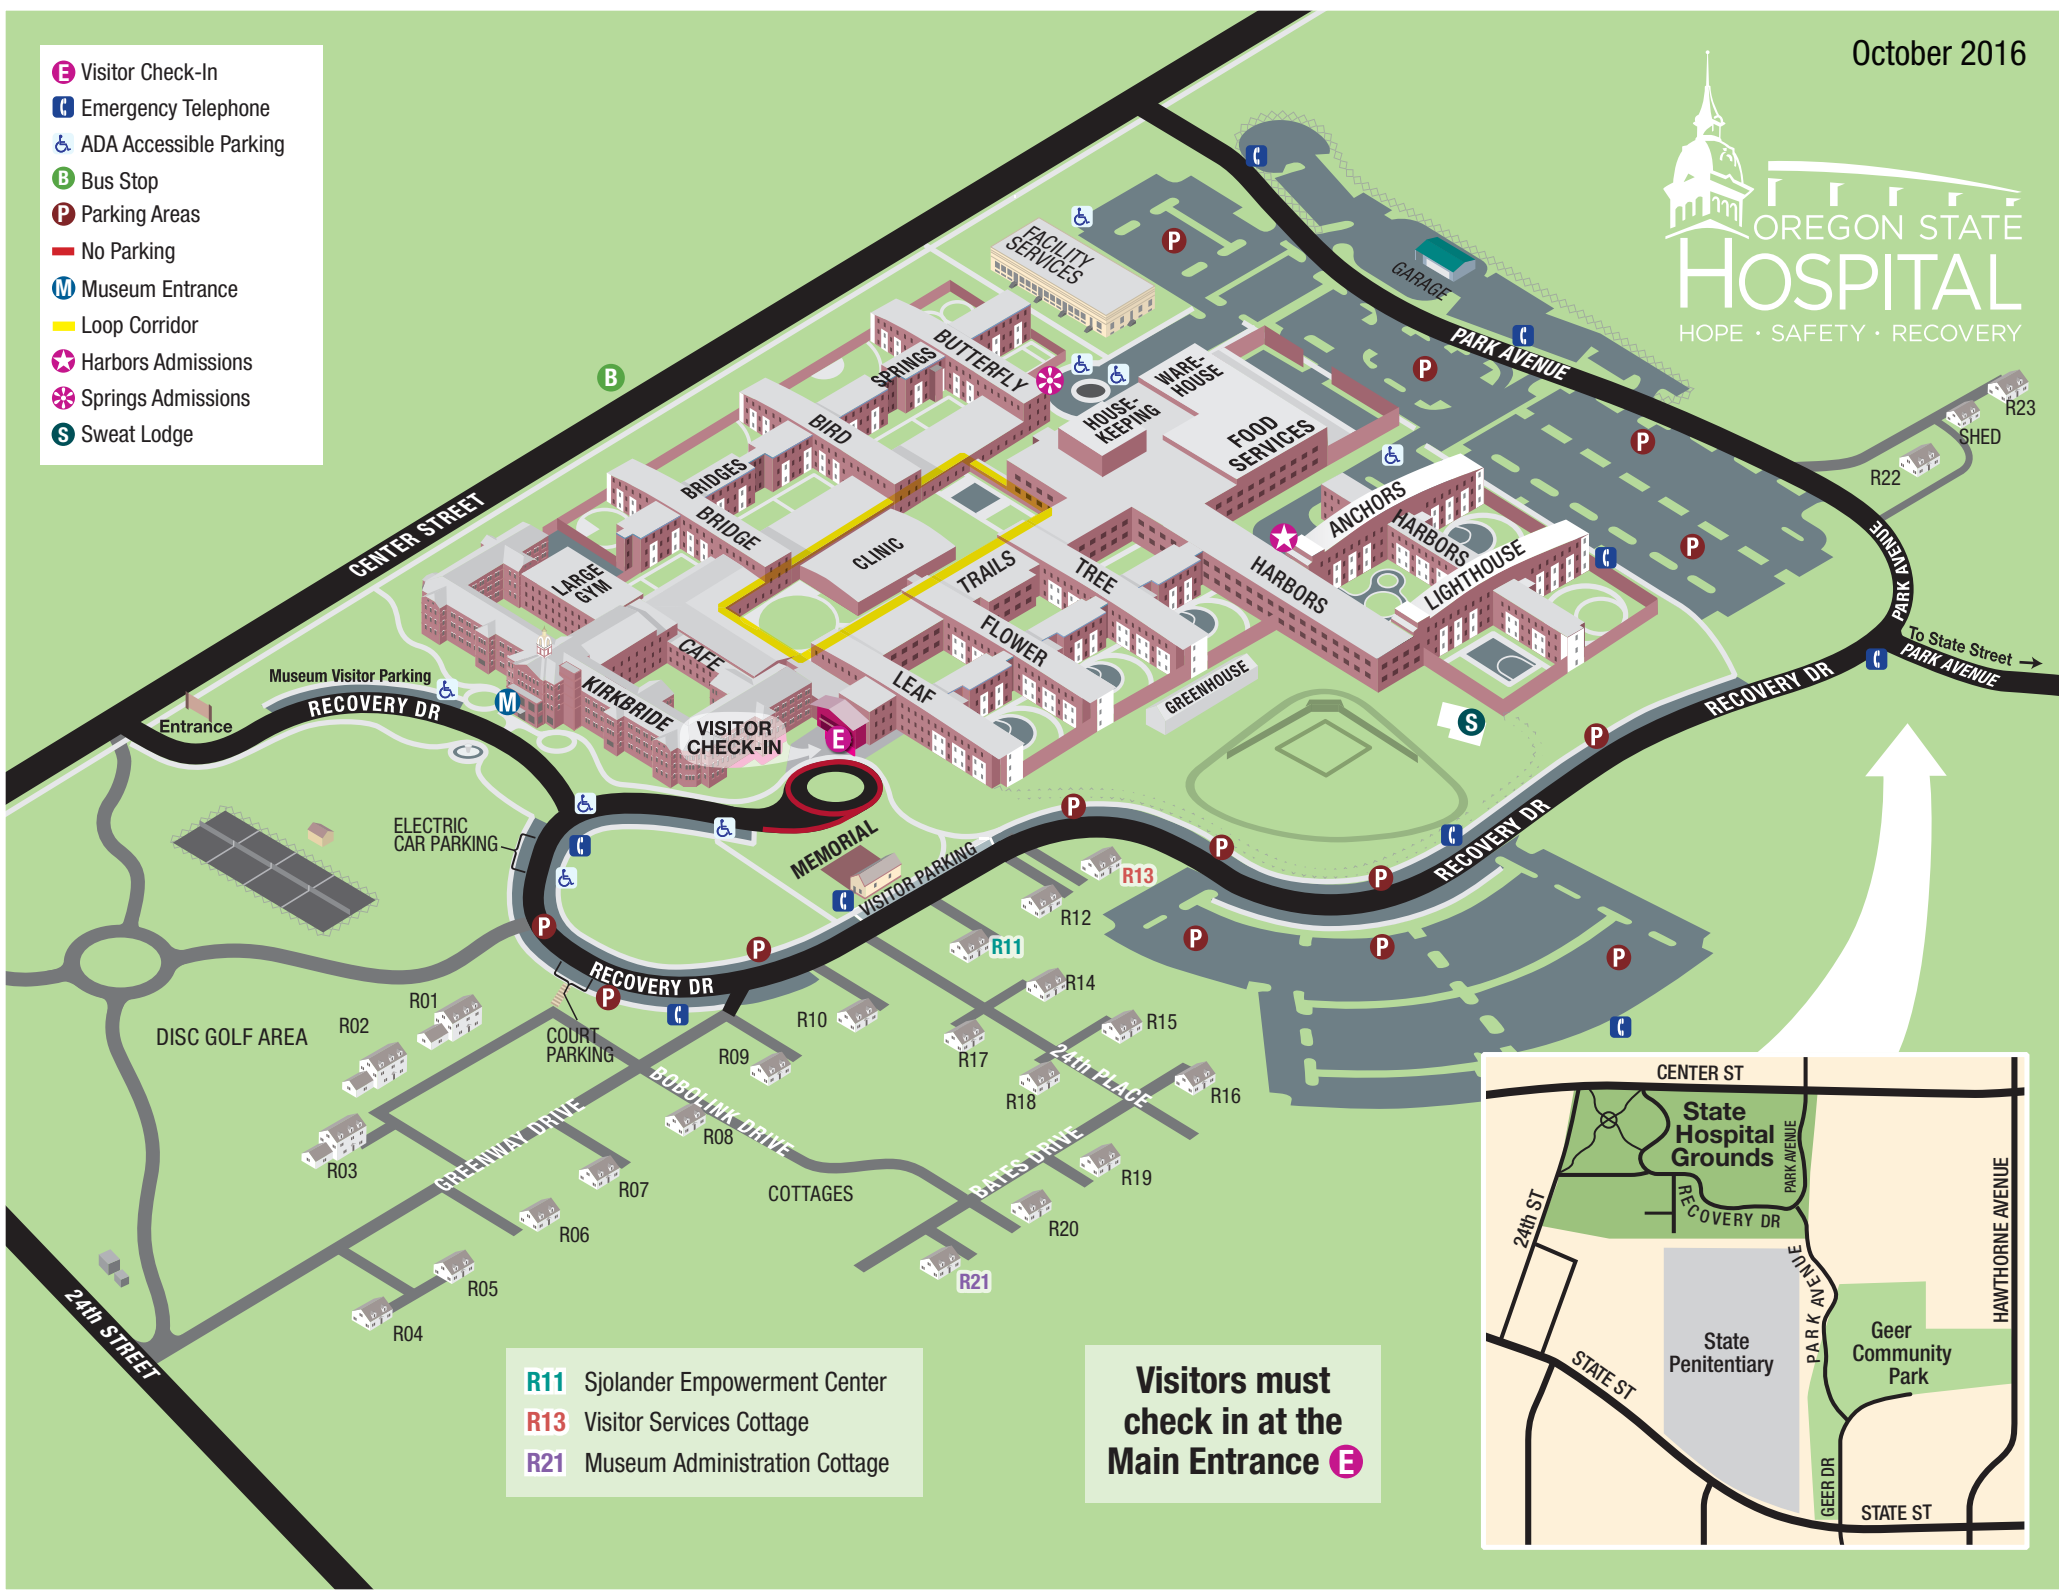 October 2016
E Visitor Check-In
Emergency Telephone
ADA Accessible Parking
B Bus Stop
P Parking Areas
No Parking
M Museum Entrance
Loop Corridor
Harbors Admissions
Springs Admissions
S Sweat Lodge
OREGON STATE
HOSPITAL
HOPE · SAFETY · RECOVERY
P
FACILITY
SERVICES
GARAGE
PARK AVENUE
P
B
BUTTERFLY
SPRINGS
WARE-
HOUSE
HOUSE-
KEEPING
FOOD
SERVICES
BIRD
BRIDGES
BRIDGE
R23
SHED
R22
P
P
CENTER STREET
ANCHORS
HARBORS
LIGHTHOUSE
HARBORS
CLINIC
TRAILS
TREE
LARGE
GYM
FLOWER
CAFE
LEAF
KIRKBRIDE
GREENHOUSE
PARK AVENUE
To State Street
PARK AVENUE
Museum Visitor Parking
RECOVERY DR
M
Entrance
VISITOR
CHECK-IN
E
S
RECOVERY DR
P
ELECTRIC
CAR PARKING
MEMORIAL
VISITOR PARKING
P
P
P
RECOVERY DR
R13
R12
R11
P
P
RECOVERY DR
P
P
P
P
R14
R01
R02
DISC GOLF AREA
COURT
PARKING
R10
R09
R17
R15
24th PLACE
R18
R16
BOBOLINK DRIVE
R08
GREENWAY DRIVE
R03
R07
COTTAGES
BATES DRIVE
R19
R20
R06
R21
R05
R04
24th STREET
R11 Sjolander Empowerment Center
R13 Visitor Services Cottage
R21 Museum Administration Cottage
Visitors must
check in at the
Main Entrance E
CENTER ST
State
Hospital
Grounds
PARK AVENUE
RECOVERY DR
24th ST
HAWTHORNE AVENUE
PARK AVENUE
State
Penitentiary
Geer
Community
Park
STATE ST
GEER DR
STATE ST